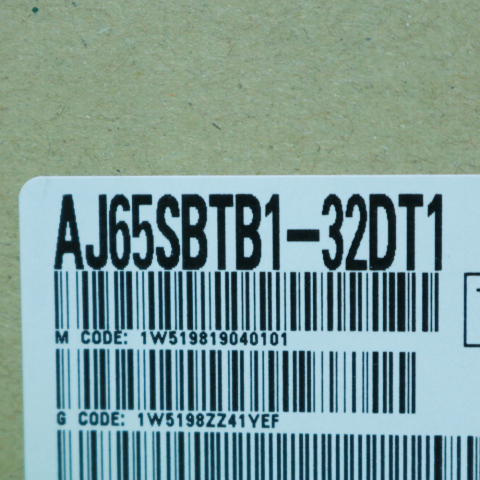 AJ65SBTB1-32DT1
M CODE: 1W519819040101
G CODE: 1W5198ZZ41YEF